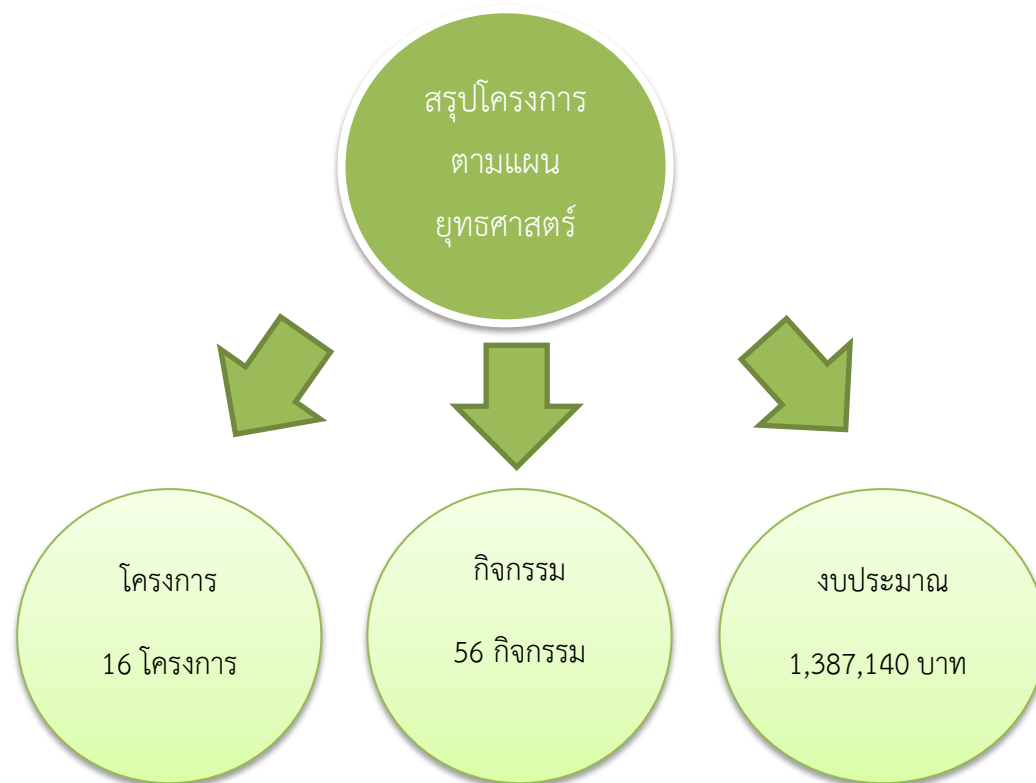 สรุปโครงการ
ตามแผน
ยุทธศาสตร์
โครงการ
16 โครงการ
กิจกรรม
56 กิจกรรม
งบประมาณ
1,387,140 บาท